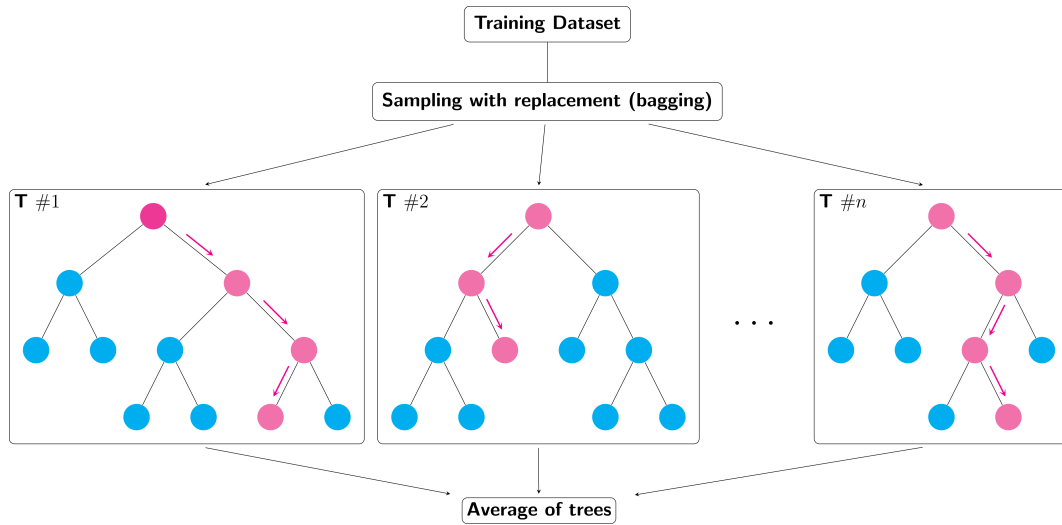 Training Dataset
Sampling with replacement (bagging)
T #1
T #2
T #n
. . .
Average of trees